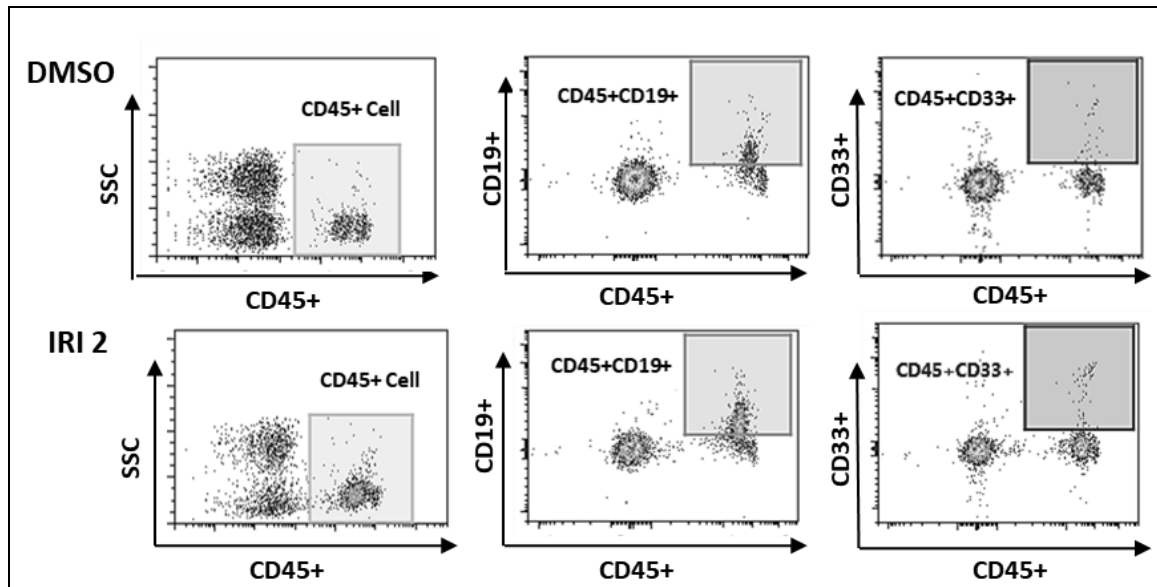 DMSO
CD45+ Cell
SSC
CD45+
CD45+CD19+
CD19+
CD45+
CD45+CD33+
CD33+
CD45+
IRI 2
CD45+ Cell
SSC
CD45+
CD45+CD19+
CD19+
CD45+
CD45+CD33+
CD33+
CD45+